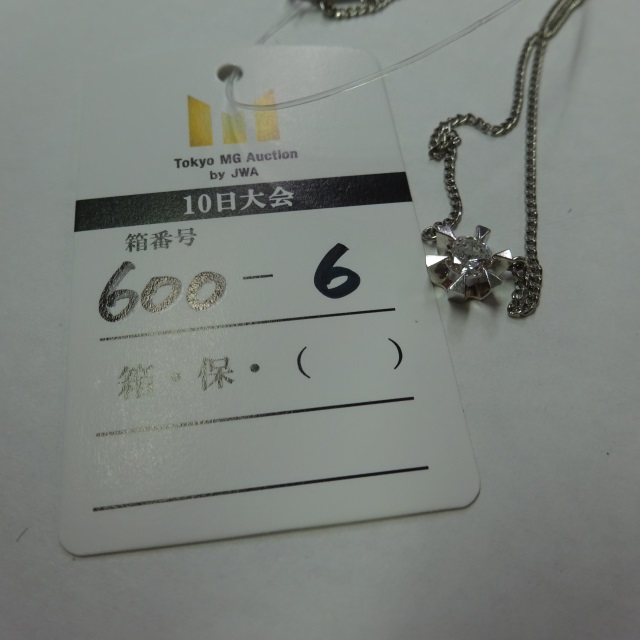 Tokyo MG Auction
by JWA
10日大会
箱番号
600-6
箱・保・(　　)